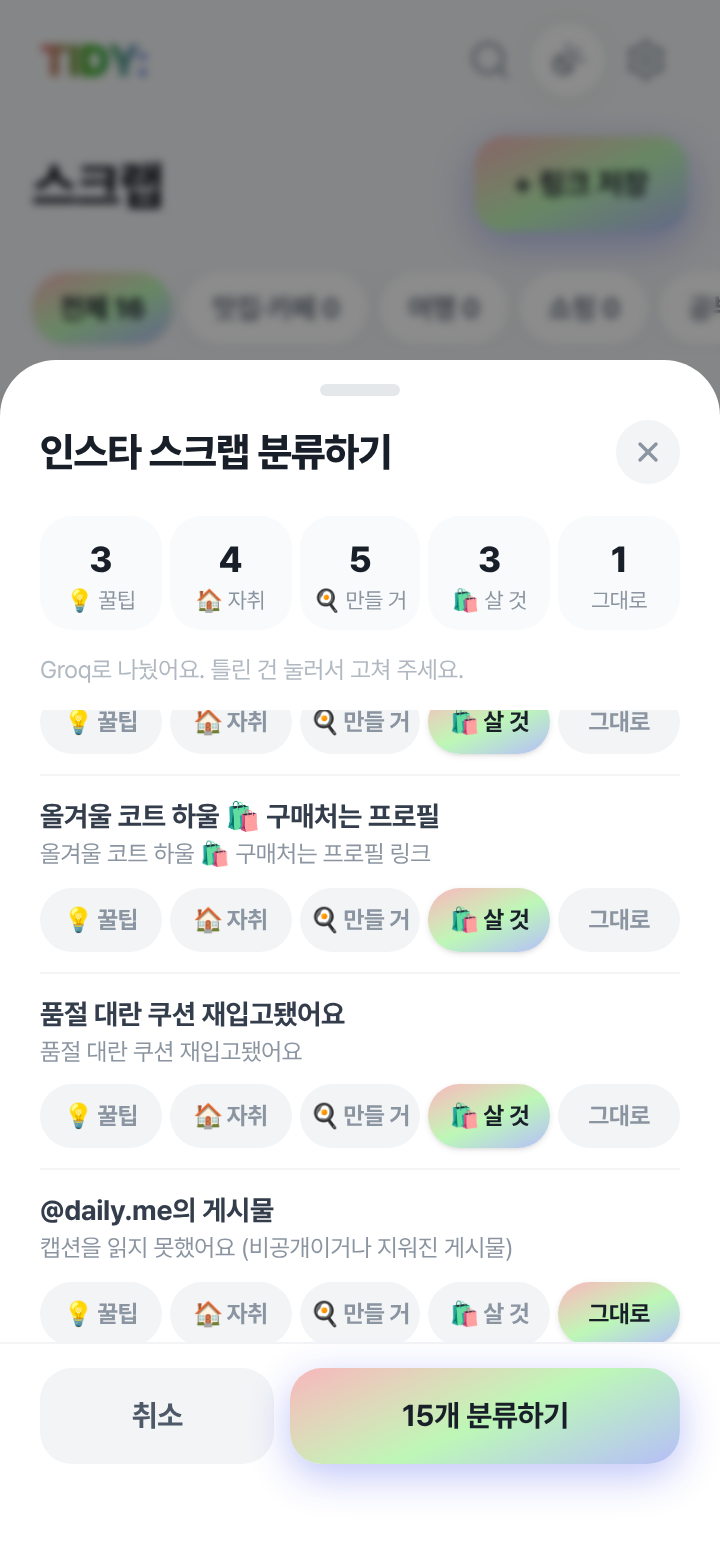 TIDY:
스크랩
+ 링크 저장
전체 16
맛집·카페 0
여행 0
쇼핑 0
인스타 스크랩 분류하기
3
4
5
3
1
💡 꿀팁
🏠 자취
🍳 만들 거
🛍️ 살 것
그대로
Groq로 나눴어요. 틀린 건 눌러서 고쳐 주세요.
💡 꿀팁
🏠 자취
🍳 만들 거
🛍️ 살 것
그대로
올겨울 코트 하울 🛍️ 구매처는 프로필
올겨울 코트 하울 🛍️ 구매처는 프로필 링크
💡 꿀팁
🏠 자취
🍳 만들 거
🛍️ 살 것
그대로
품절 대란 쿠션 재입고됐어요
품절 대란 쿠션 재입고됐어요
💡 꿀팁
🏠 자취
🍳 만들 거
🛍️ 살 것
그대로
@daily.me의 게시물
캡션을 읽지 못했어요 (비공개이거나 지워진 게시물)
💡 꿀팁
🏠 자취
🍳 만들 거
🛍️ 살 것
그대로
취소
15개 분류하기